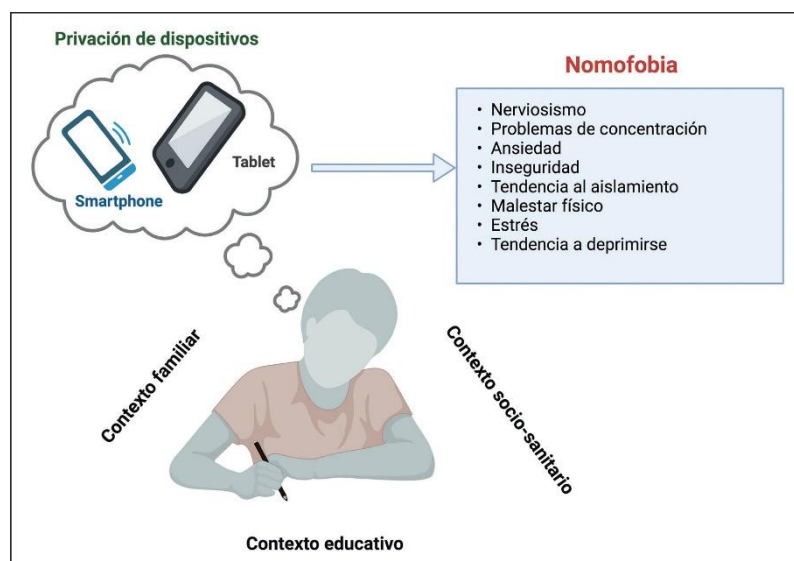 Privación de dispositivos
Tablet
Smartphone
Nomofobia
• Nerviosismo
• Problemas de concentración
• Ansiedad
• Inseguridad
• Tendencia al aislamiento
• Malestar físico
• Estrés
• Tendencia a deprimirse
Contexto familiar
Contexto socio-sanitario
Contexto educativo